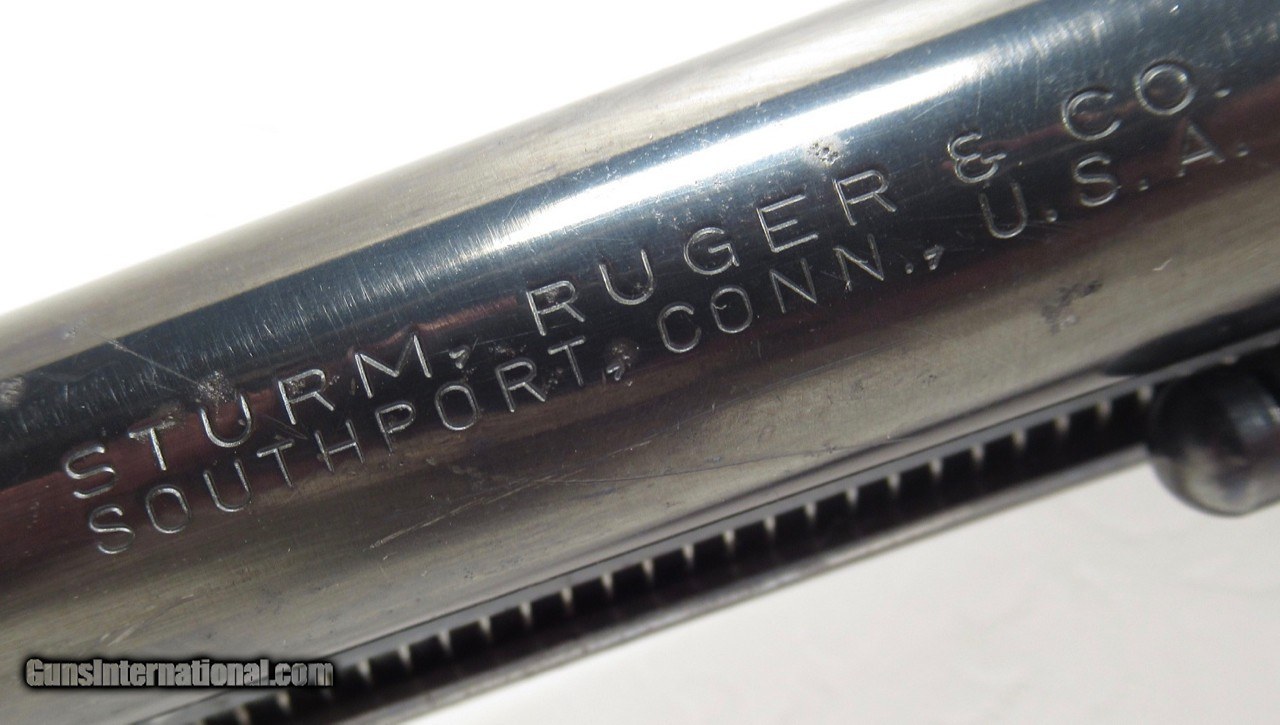 STURM, RUGER & CO.
SOUTHPORT, CONN., U.S.A.
GunsInternational.com